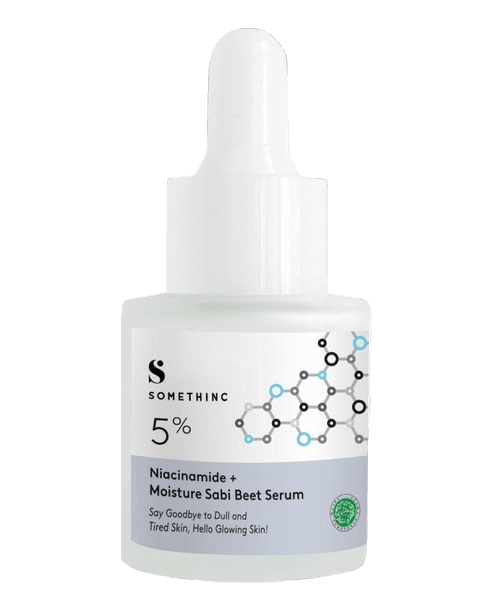 S
SOMETHINC
5%
Niacinamide +
Moisture Sabi Beet Serum
Say Goodbye to Dull and
Tired Skin, Hello Glowing Skin!